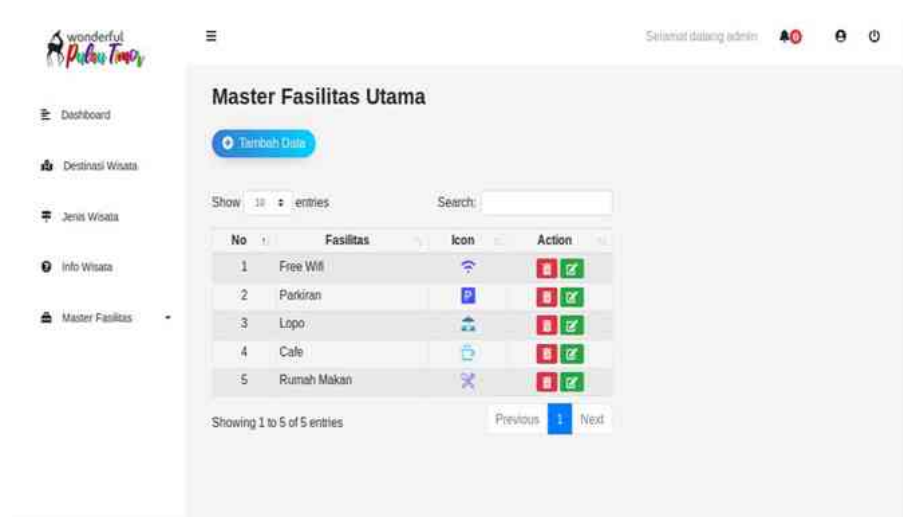 wonderful
Pulau Timor
Selamat datang admin
0
Dashboard
Destinasi Wisata
Jenis Wisata
Info Wisata
Master Fasilitas
Master Fasilitas Utama
Tambah Data
Show 10 entries
Search:
No Fasilitas Icon Action
1 Free Wifi
2 Parkiran P
3 Lopo
4 Cafe
5 Rumah Makan
Showing 1 to 5 of 5 entries
Previous 1 Next